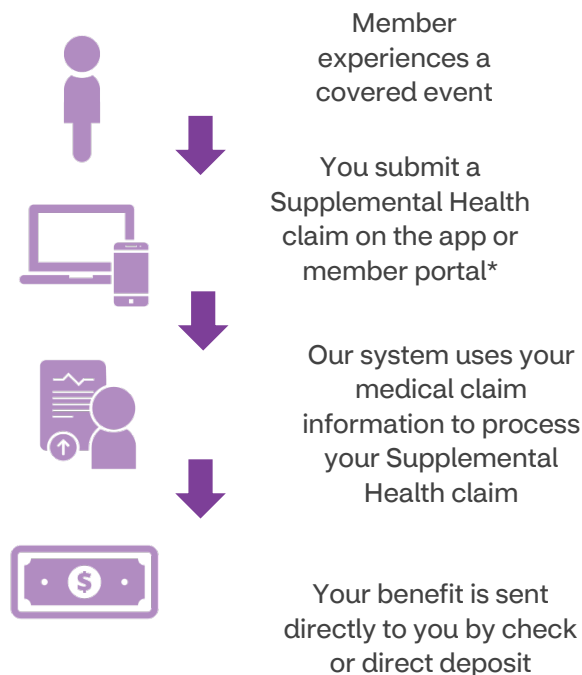 Member
experiences a
covered event
You submit a
Supplemental Health
claim on the app or
member portal*
Our system uses your
medical claim
information to process
your Supplemental
Health claim
$
Your benefit is sent
directly to you by check
or direct deposit